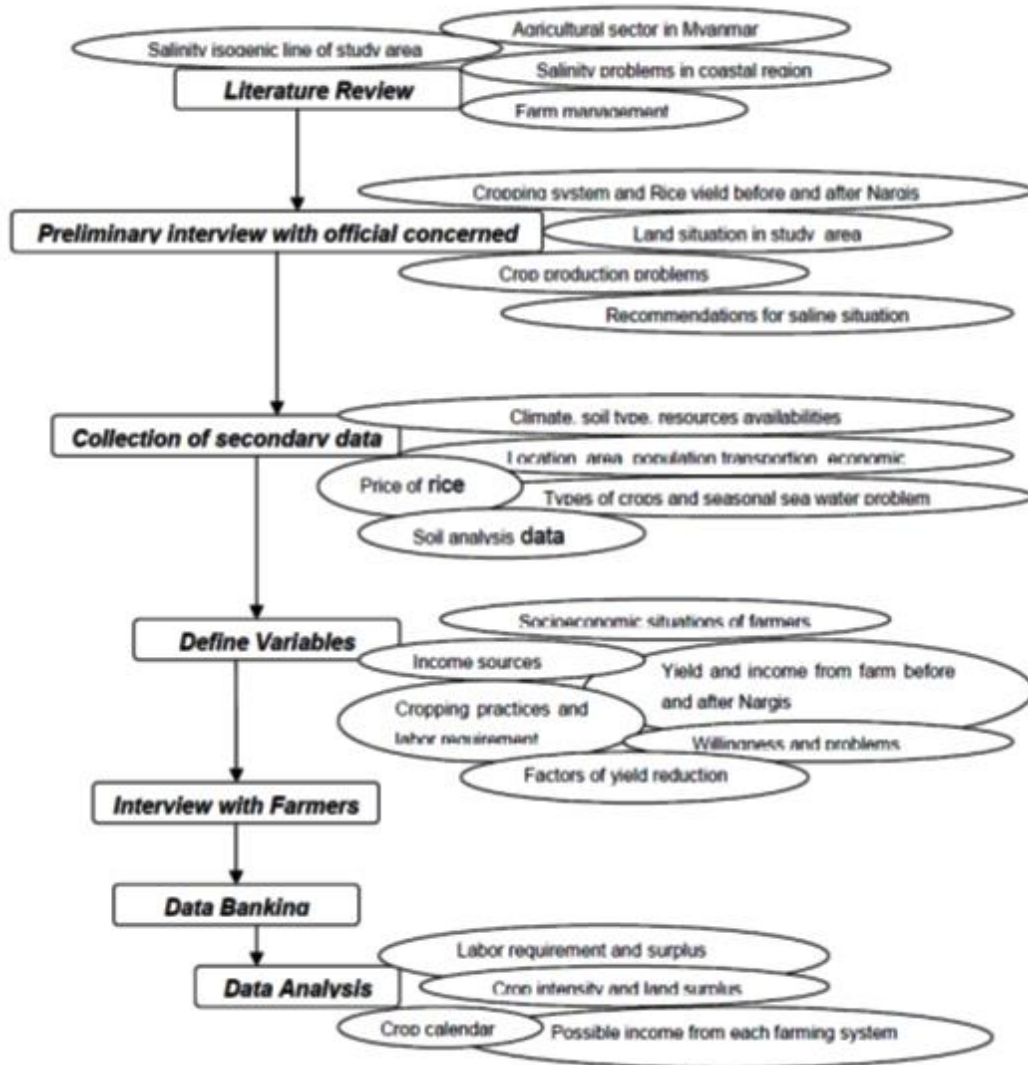 Agricultural sector in Myanmar
Salinity isogenic line of study area
Salinity problems in coastal region
Literature Review
Farm management
Cropping system and Rice yield before and after Nargis
Preliminary interview with official concerned
Land situation in study area
Crop production problems
Recommendations for saline situation
Climate, soil type, resources availabilities
Collection of secondary data
Location, area, population transportion, economic
Price of rice
Types of crops and seasonal sea water problem
Soil analysis data
Socioeconomic situations of farmers
Define Variables
Income sources
Yield and income from farm before
and after Nargis
Cropping practices and
labor requirement
Willingness and problems
Factors of yield reduction
Interview with Farmers
Data Banking
Labor requirement and surplus
Data Analysis
Crop intensity and land surplus
Crop calendar
Possible income from each farming system